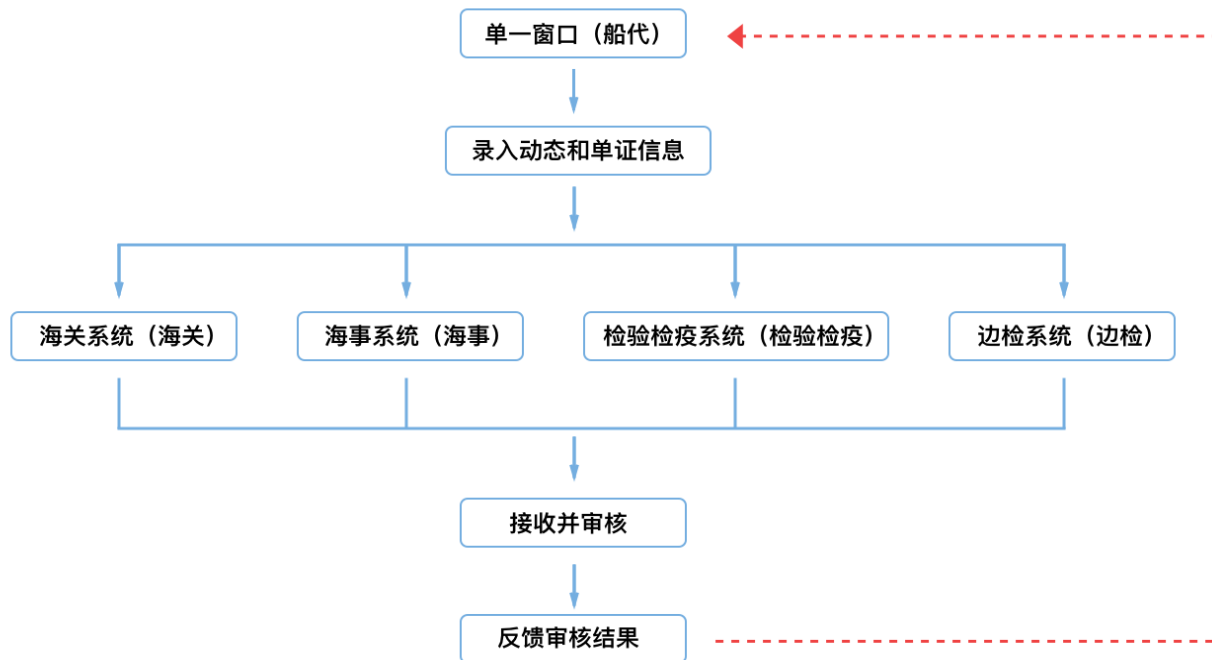 单一窗口（船代）
录入动态和单证信息
海关系统（海关）
海事系统（海事）
检验检疫系统（检验检疫）
边检系统（边检）
接收并审核
反馈审核结果